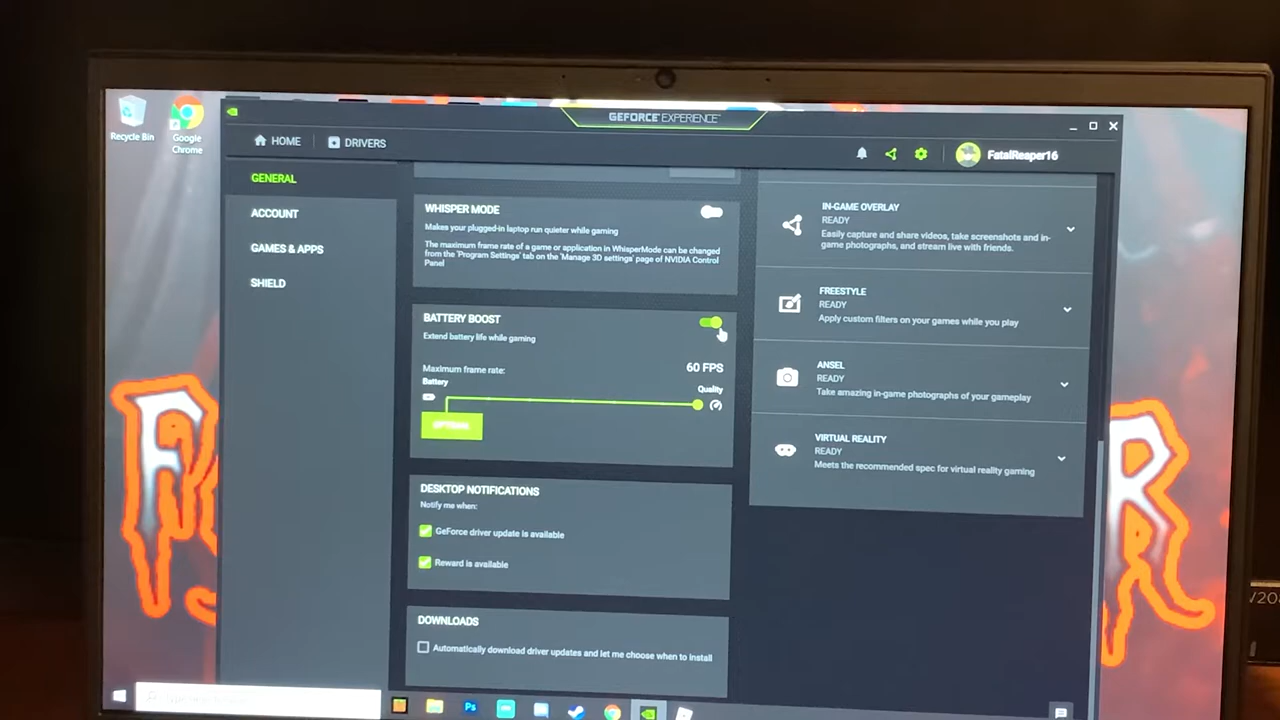 Recycle Bin
Google
Chrome
GEFORCE EXPERIENCE
HOME
DRIVERS
FatalReaper16
GENERAL
ACCOUNT
GAMES & APPS
SHIELD
WHISPER MODE
Makes your plugged-in laptop run quieter while gaming
The maximum frame rate of a game or application in WhisperMode can be changed
from the 'Program Settings' tab on the 'Manage 3D settings' page of NVIDIA Control
Panel
BATTERY BOOST
Extend battery life while gaming
Maximum frame rate:
60 FPS
Battery
Quality
DESKTOP NOTIFICATIONS
Notify me when:
GeForce driver update is available
Reward is available
DOWNLOADS
Automatically download driver updates and let me choose when to install
IN-GAME OVERLAY
READY
Easily capture and share videos, take screenshots and in-
game photographs, and stream live with friends.
FREESTYLE
READY
Apply custom filters on your games while you play
ANSEL
READY
Take amazing in-game photographs of your gameplay
VIRTUAL REALITY
READY
Meets the recommended spec for virtual reality gaming
F
R
Ps